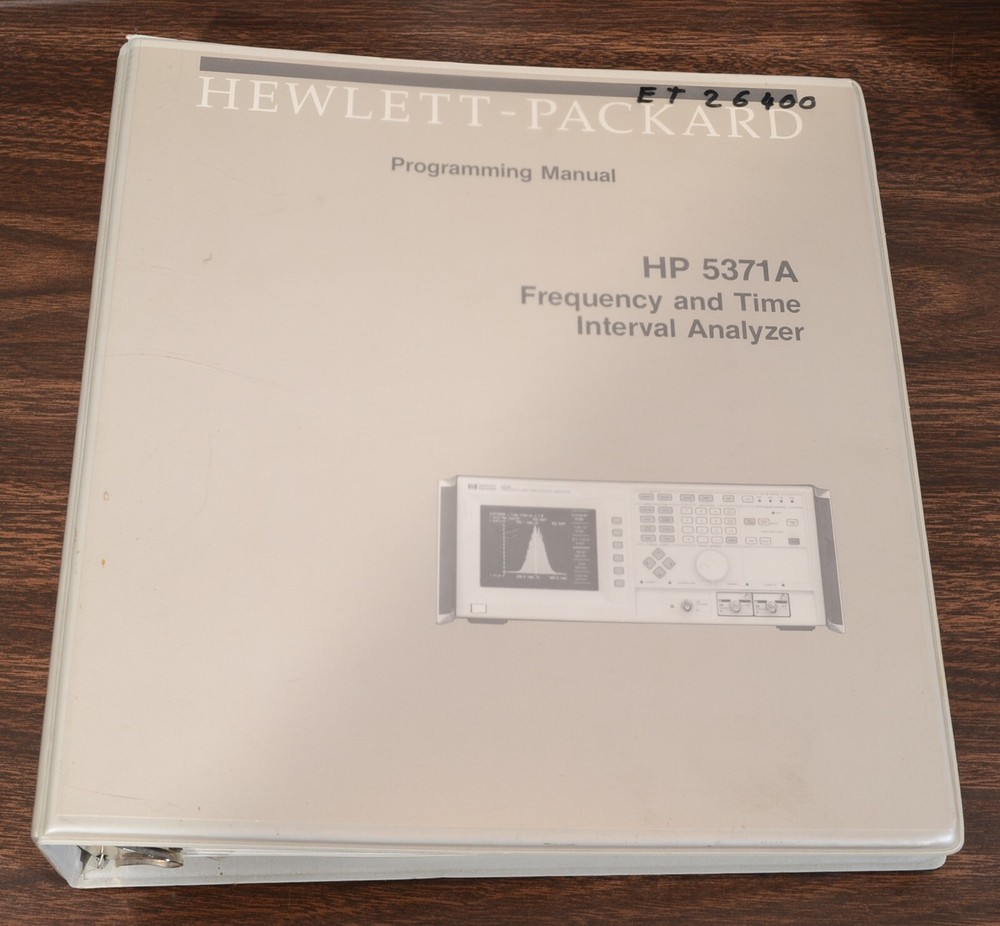 ET 26400
HEWLETT-PACKARD
Programming Manual
HP 5371A
Frequency and Time
Interval Analyzer